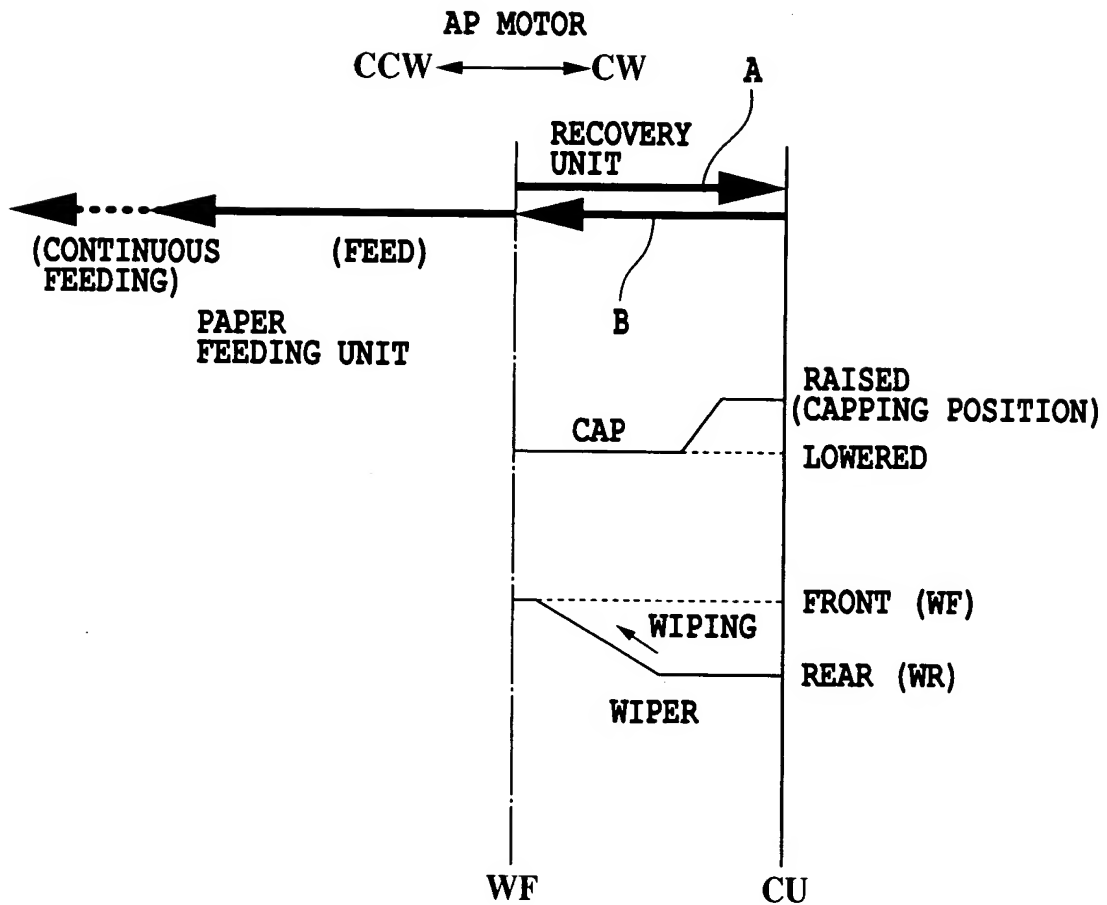 AP MOTOR
CCW CW
A
RECOVERY
UNIT
(CONTINUOUS
FEEDING)
(FEED)
B
PAPER
FEEDING UNIT
RAISED
(CAPPING POSITION)
CAP
LOWERED
FRONT (WF)
WIPING
REAR (WR)
WIPER
WF
CU